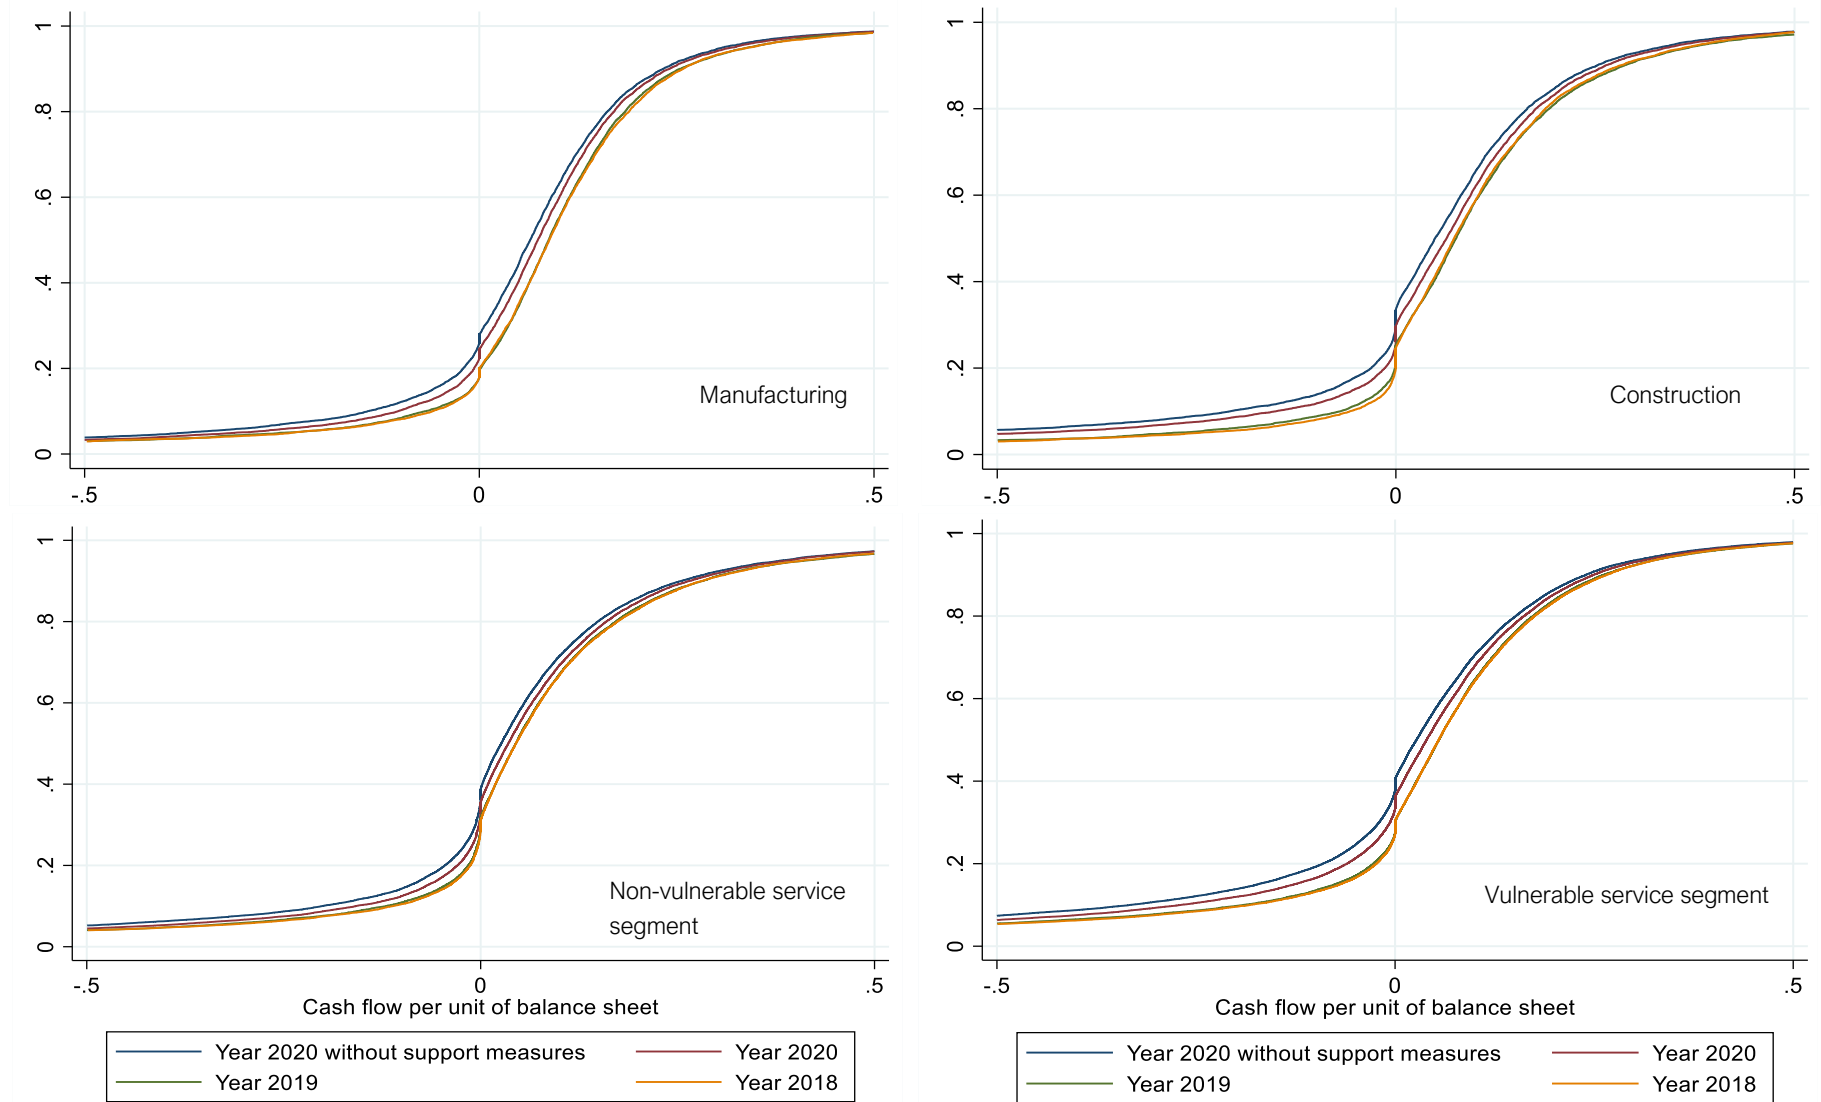 1
.8
.6
.4
.2
0
-.5
0
.5
Manufacturing
1
.8
.6
.4
.2
0
-.5
0
.5
Construction
1
.8
.6
.4
.2
0
-.5
0
.5
Non-vulnerable service
segment
Cash flow per unit of balance sheet
Year 2020 without support measures
Year 2020
Year 2019
Year 2018
1
.8
.6
.4
.2
0
-.5
0
.5
Vulnerable service segment
Cash flow per unit of balance sheet
Year 2020 without support measures
Year 2020
Year 2019
Year 2018